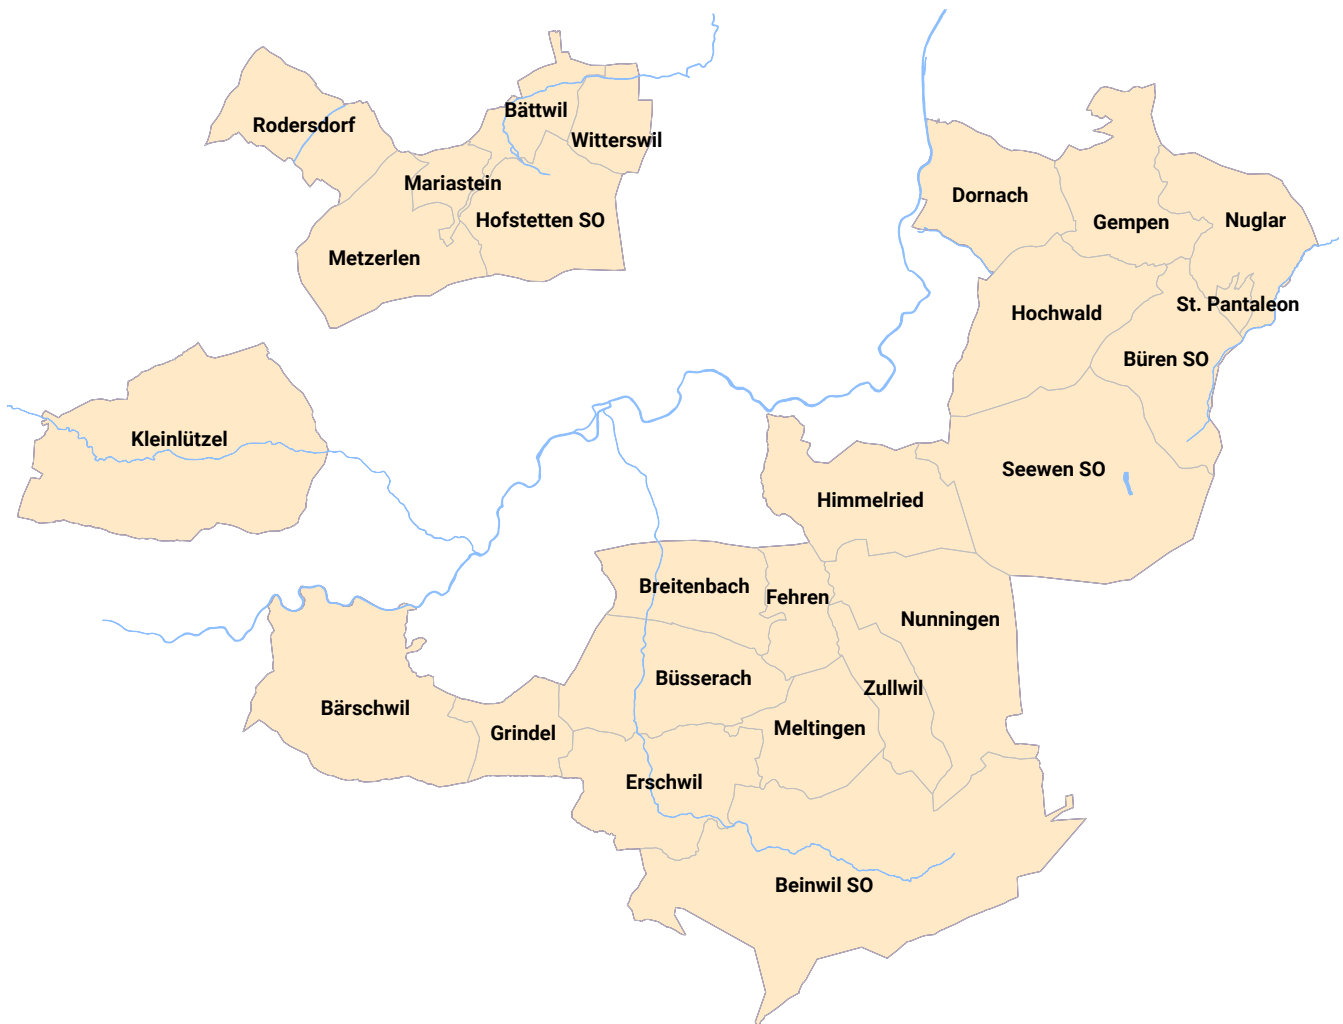 Bättwil
Rodersdorf
Witterswil
Mariastein
Dornach
Hofstetten SO
Gempen
Nuglar
Metzerlen
St. Pantaleon
Hochwald
Büren SO
Kleinlützel
Seewen SO
Himmelried
Breitenbach
Fehren
Nunningen
Büsserach
Zullwil
Bärschwil
Meltingen
Grindel
Erschwil
Beinwil SO